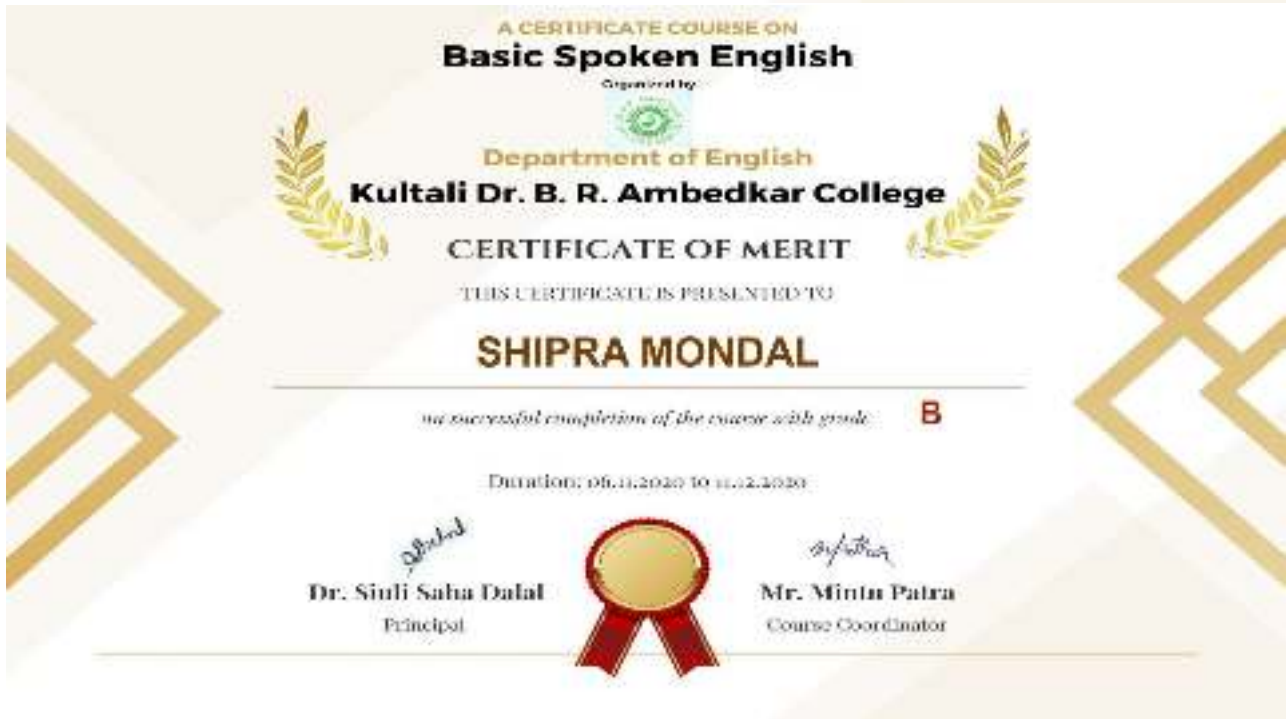 A CERTIFICATE COURSE ON
Basic Spoken English
Organized by
Department of English
Kultali Dr. B. R. Ambedkar College
CERTIFICATE OF MERIT
THIS CERTIFICATE IS PRESENTED TO
SHIPRA MONDAL
on successful completion of the course with grade B
Duration: 06.11.2020 to 11.12.2020
Dr. Siuli Saha Dalal Mr. Mintu Patra
Principal Course Coordinator